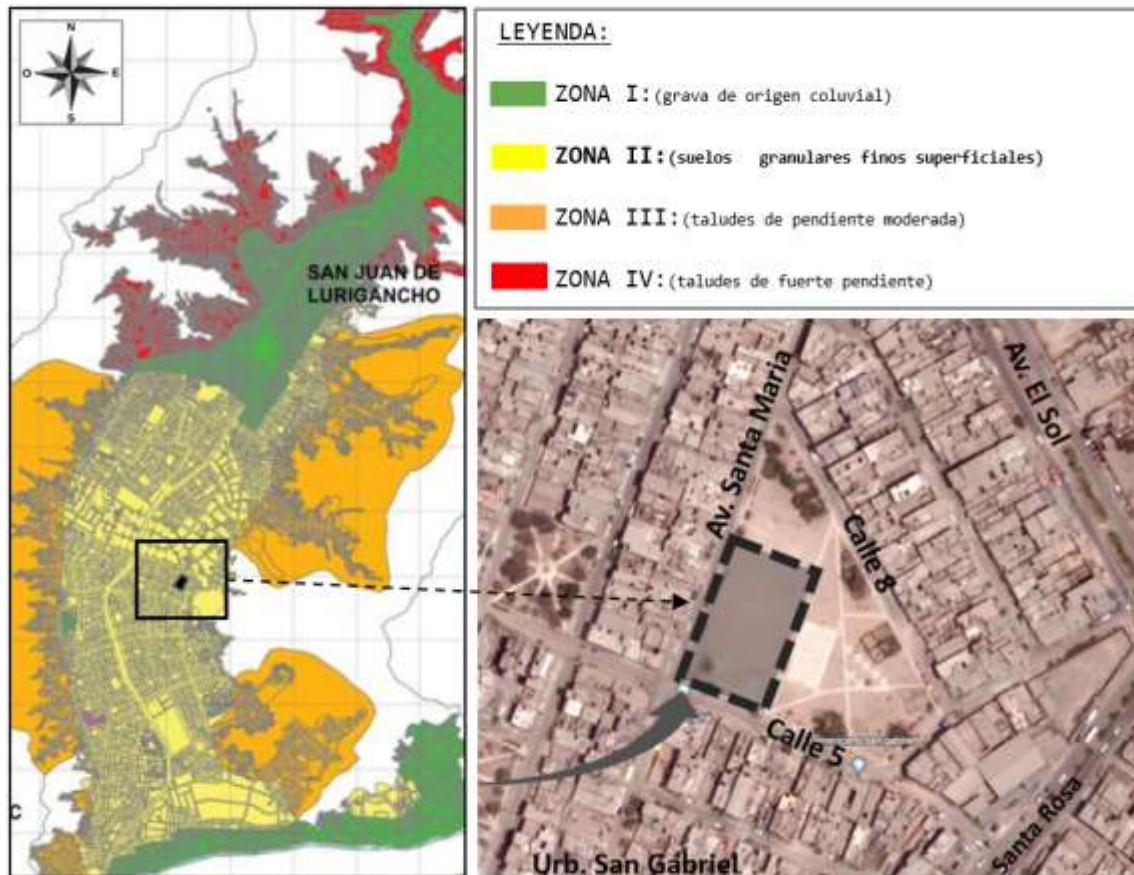 N
O
E
S
SAN JUAN DE
LURIGANCHO
C
LEYENDA:
ZONA I:(grava de origen coluvial)
ZONA II:(suelos granulares finos superficiales)
ZONA III:(taludes de pendiente moderada)
ZONA IV:(taludes de fuerte pendiente)
Av. Santa Maria
Av. El Sol
Calle 8
Calle 5
Santa Rosa
Urb. San Gabriel